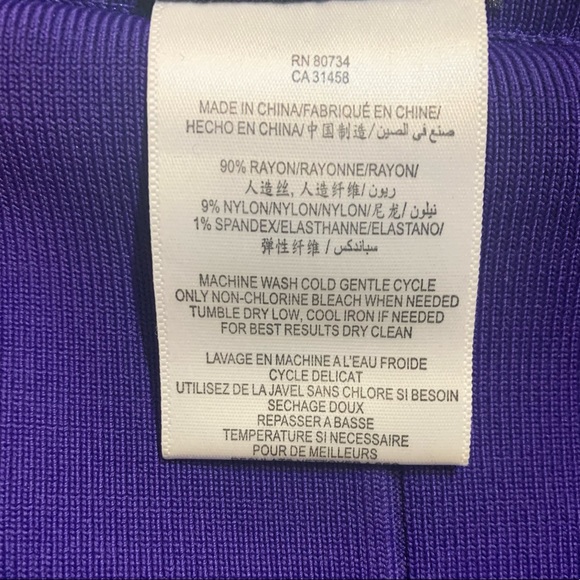 RN 80734
CA 31458
MADE IN CHINA/FABRIQUÉ EN CHINE/
HECHO EN CHINA/中国制造/صنع في الصين
90% RAYON/RAYONNE/RAYON/
人造丝, 人造纤维/ريون/
9% NYLON/NYLON/NYLON/尼龙/نيلون/
1% SPANDEX/ELASTHANNE/ELASTANO/
弹性纤维/سباندكس
MACHINE WASH COLD GENTLE CYCLE
ONLY NON-CHLORINE BLEACH WHEN NEEDED
TUMBLE DRY LOW, COOL IRON IF NEEDED
FOR BEST RESULTS DRY CLEAN
LAVAGE EN MACHINE A L'EAU FROIDE
CYCLE DELICAT
UTILISEZ DE LA JAVEL SANS CHLORE SI BESOIN
SECHAGE DOUX
REPASSER A BASSE
TEMPERATURE SI NECESSAIRE
POUR DE MEILLEURS